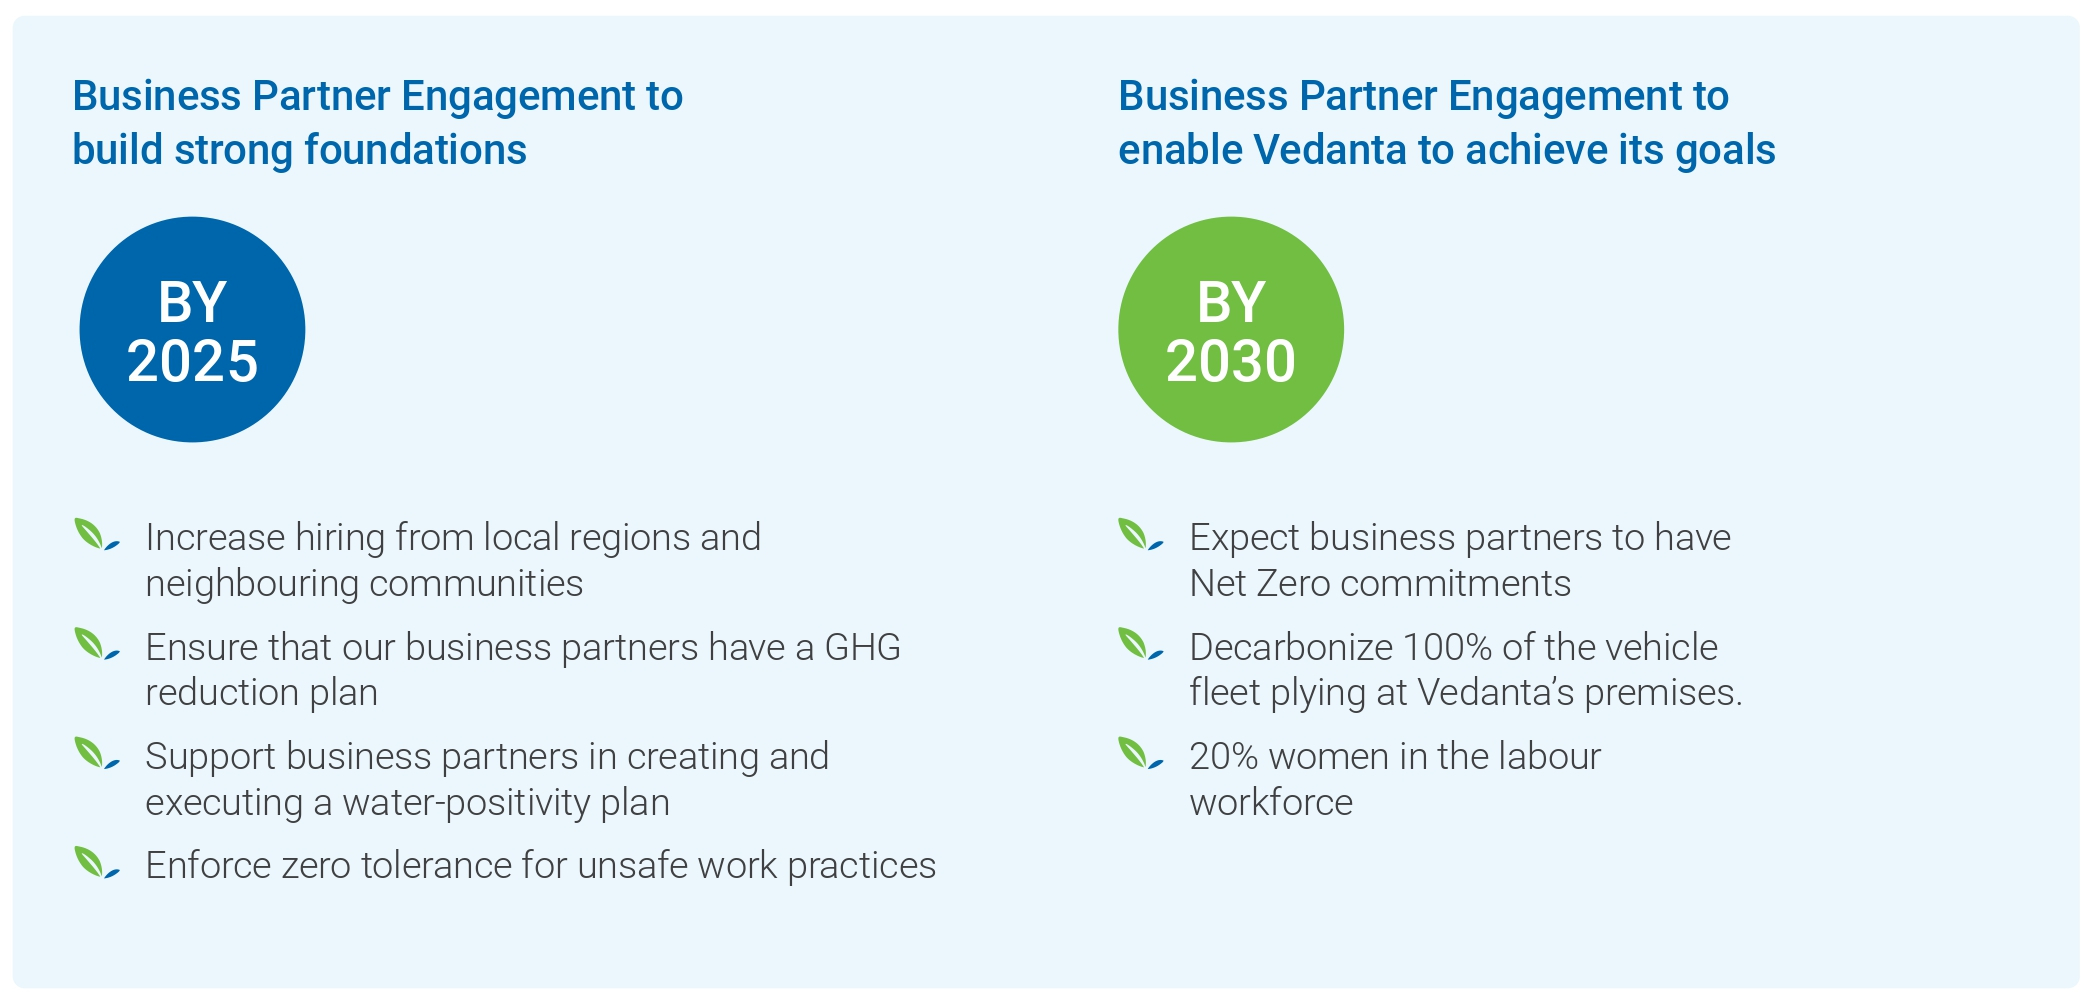 Business Partner Engagement to
build strong foundations
BY
2025
Increase hiring from local regions and
neighbouring communities
Ensure that our business partners have a GHG
reduction plan
Support business partners in creating and
executing a water-positivity plan
Enforce zero tolerance for unsafe work practices
Business Partner Engagement to
enable Vedanta to achieve its goals
BY
2030
Expect business partners to have
Net Zero commitments
Decarbonize 100% of the vehicle
fleet plying at Vedanta’s premises.
20% women in the labour
workforce